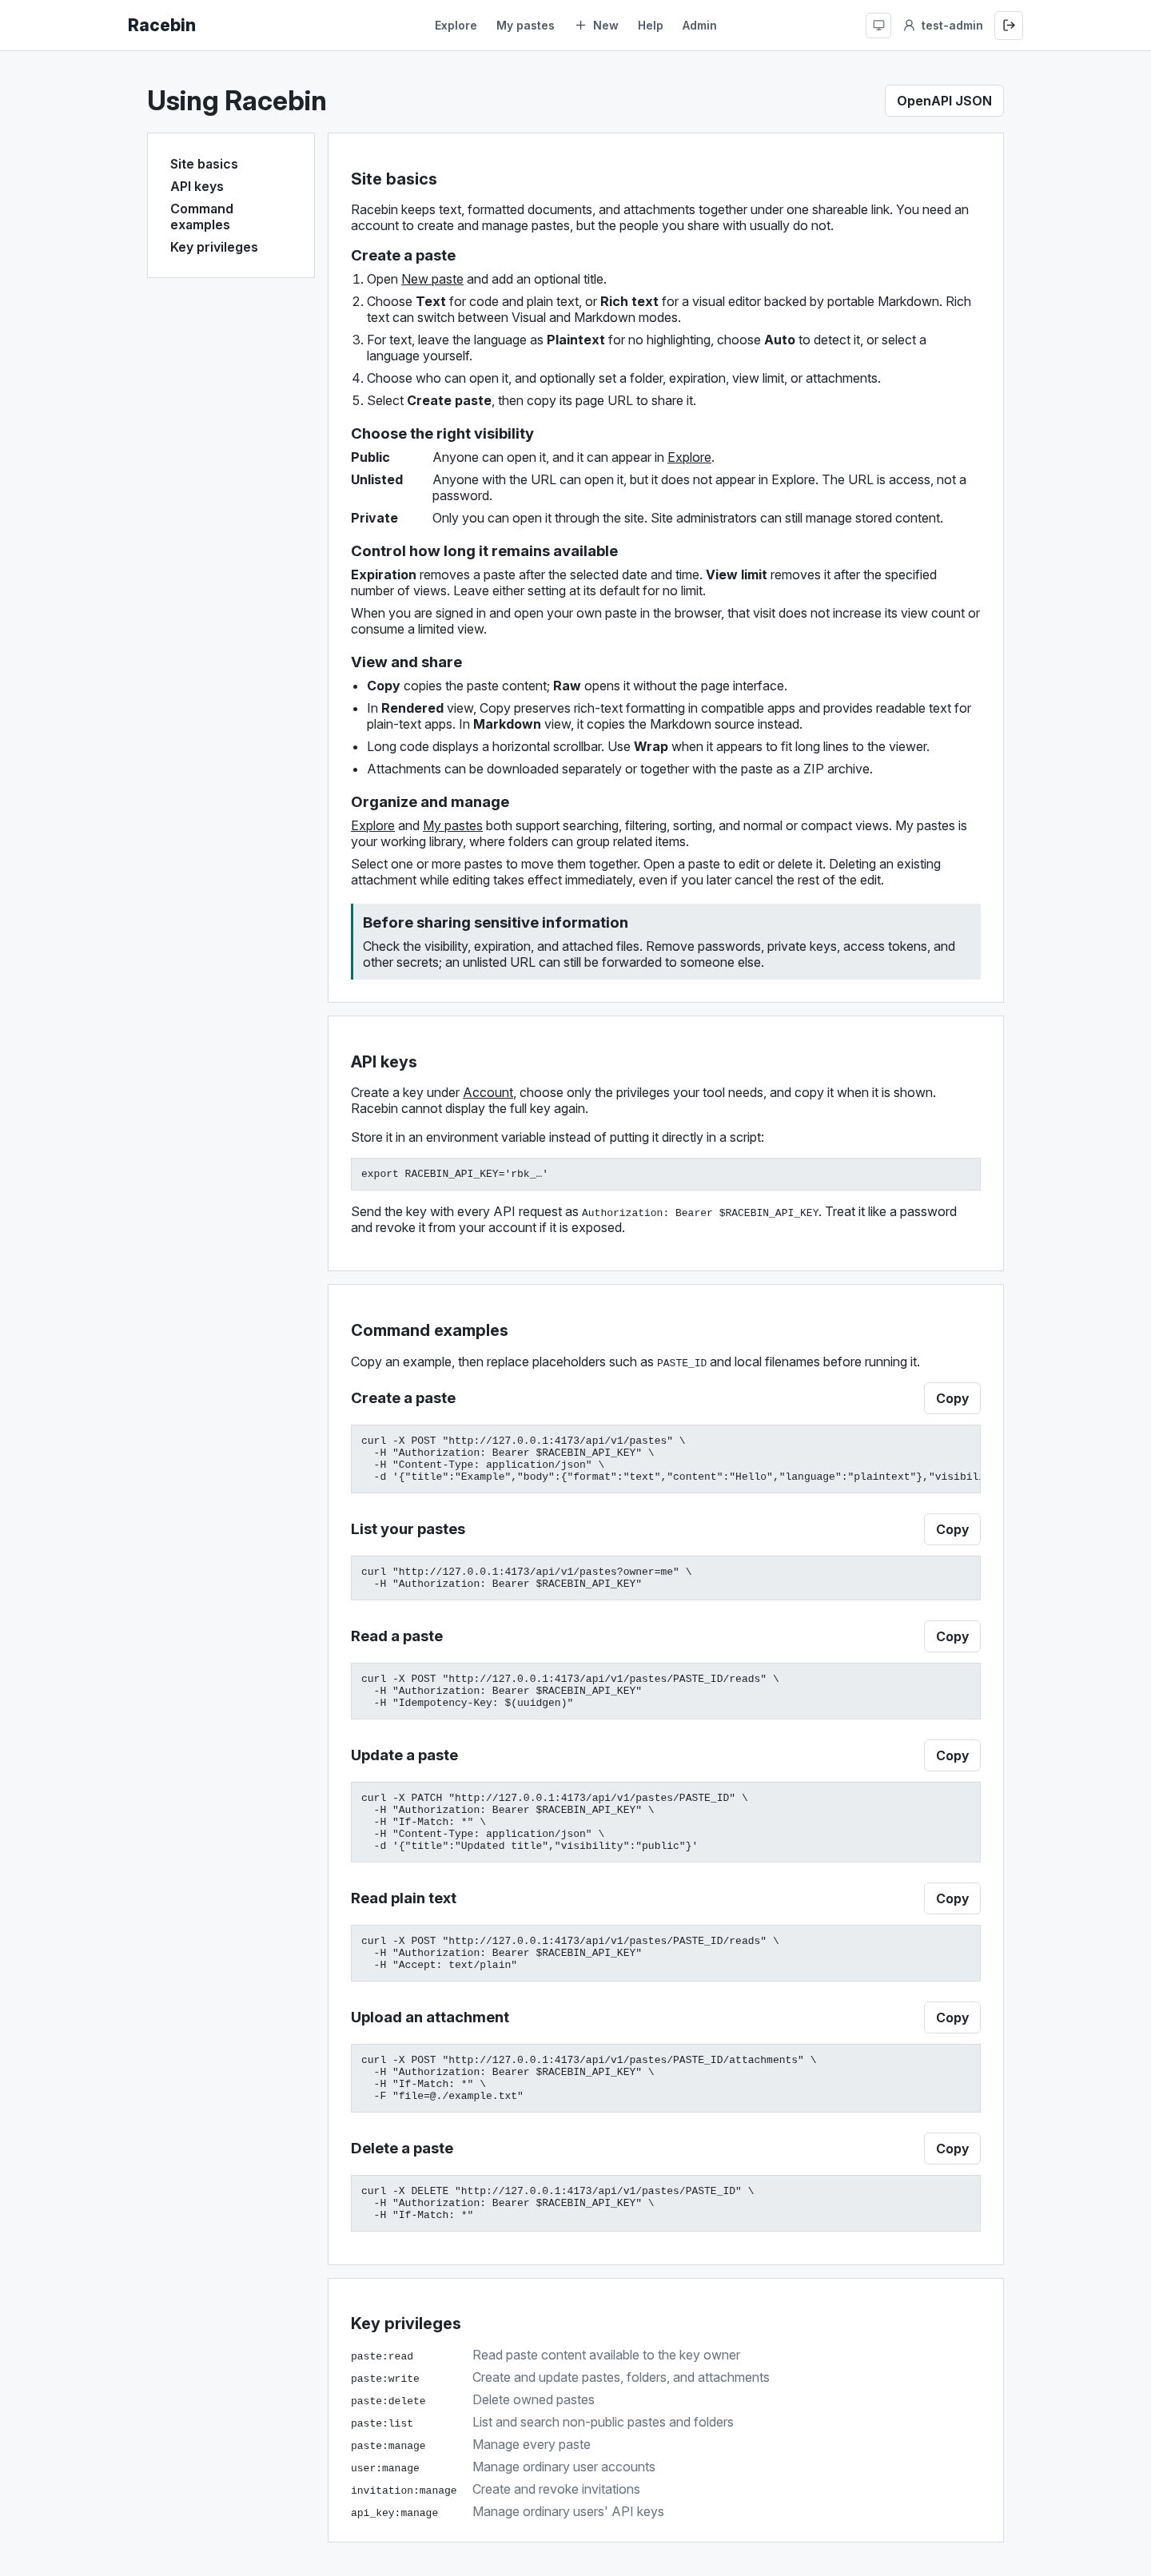 Racebin
Explore
My pastes
New
Help
Admin
test-admin
Using Racebin
OpenAPI JSON
Site basics
API keys
Command
examples
Key privileges
Site basics
Racebin keeps text, formatted documents, and attachments together under one shareable link. You need an
account to create and manage pastes, but the people you share with usually do not.
Create a paste
1. Open New paste and add an optional title.
2. Choose Text for code and plain text, or Rich text for a visual editor backed by portable Markdown. Rich
text can switch between Visual and Markdown modes.
3. For text, leave the language as Plaintext for no highlighting, choose Auto to detect it, or select a
language yourself.
4. Choose who can open it, and optionally set a folder, expiration, view limit, or attachments.
5. Select Create paste, then copy its page URL to share it.
Choose the right visibility
Public Anyone can open it, and it can appear in Explore.
Unlisted Anyone with the URL can open it, but it does not appear in Explore. The URL is access, not a
password.
Private Only you can open it through the site. Site administrators can still manage stored content.
Control how long it remains available
Expiration removes a paste after the selected date and time. View limit removes it after the specified
number of views. Leave either setting at its default for no limit.
When you are signed in and open your own paste in the browser, that visit does not increase its view count or
consume a limited view.
View and share
• Copy copies the paste content; Raw opens it without the page interface.
• In Rendered view, Copy preserves rich-text formatting in compatible apps and provides readable text for
plain-text apps. In Markdown view, it copies the Markdown source instead.
• Long code displays a horizontal scrollbar. Use Wrap when it appears to fit long lines to the viewer.
• Attachments can be downloaded separately or together with the paste as a ZIP archive.
Organize and manage
Explore and My pastes both support searching, filtering, sorting, and normal or compact views. My pastes is
your working library, where folders can group related items.
Select one or more pastes to move them together. Open a paste to edit or delete it. Deleting an existing
attachment while editing takes effect immediately, even if you later cancel the rest of the edit.
Before sharing sensitive information
Check the visibility, expiration, and attached files. Remove passwords, private keys, access tokens, and
other secrets; an unlisted URL can still be forwarded to someone else.
API keys
Create a key under Account, choose only the privileges your tool needs, and copy it when it is shown.
Racebin cannot display the full key again.
Store it in an environment variable instead of putting it directly in a script:
export RACEBIN_API_KEY='rbk_…'
Send the key with every API request as Authorization: Bearer $RACEBIN_API_KEY. Treat it like a password
and revoke it from your account if it is exposed.
Command examples
Copy an example, then replace placeholders such as PASTE_ID and local filenames before running it.
Create a paste
Copy
curl -X POST "http://127.0.0.1:4173/api/v1/pastes" \
-H "Authorization: Bearer $RACEBIN_API_KEY" \
-H "Content-Type: application/json" \
-d '{"title":"Example","body":{"format":"text","content":"Hello","language":"plaintext"},"visibili
List your pastes
Copy
curl "http://127.0.0.1:4173/api/v1/pastes?owner=me" \
-H "Authorization: Bearer $RACEBIN_API_KEY"
Read a paste
Copy
curl -X POST "http://127.0.0.1:4173/api/v1/pastes/PASTE_ID/reads" \
-H "Authorization: Bearer $RACEBIN_API_KEY"
-H "Idempotency-Key: $(uuidgen)"
Update a paste
Copy
curl -X PATCH "http://127.0.0.1:4173/api/v1/pastes/PASTE_ID" \
-H "Authorization: Bearer $RACEBIN_API_KEY" \
-H "If-Match: *" \
-H "Content-Type: application/json" \
-d '{"title":"Updated title","visibility":"public"}'
Read plain text
Copy
curl -X POST "http://127.0.0.1:4173/api/v1/pastes/PASTE_ID/reads" \
-H "Authorization: Bearer $RACEBIN_API_KEY"
-H "Accept: text/plain"
Upload an attachment
Copy
curl -X POST "http://127.0.0.1:4173/api/v1/pastes/PASTE_ID/attachments" \
-H "Authorization: Bearer $RACEBIN_API_KEY" \
-H "If-Match: *" \
-F "file=@./example.txt"
Delete a paste
Copy
curl -X DELETE "http://127.0.0.1:4173/api/v1/pastes/PASTE_ID" \
-H "Authorization: Bearer $RACEBIN_API_KEY" \
-H "If-Match: *"
Key privileges
paste:read Read paste content available to the key owner
paste:write Create and update pastes, folders, and attachments
paste:delete Delete owned pastes
paste:list List and search non-public pastes and folders
paste:manage Manage every paste
user:manage Manage ordinary user accounts
invitation:manage Create and revoke invitations
api_key:manage Manage ordinary users' API keys